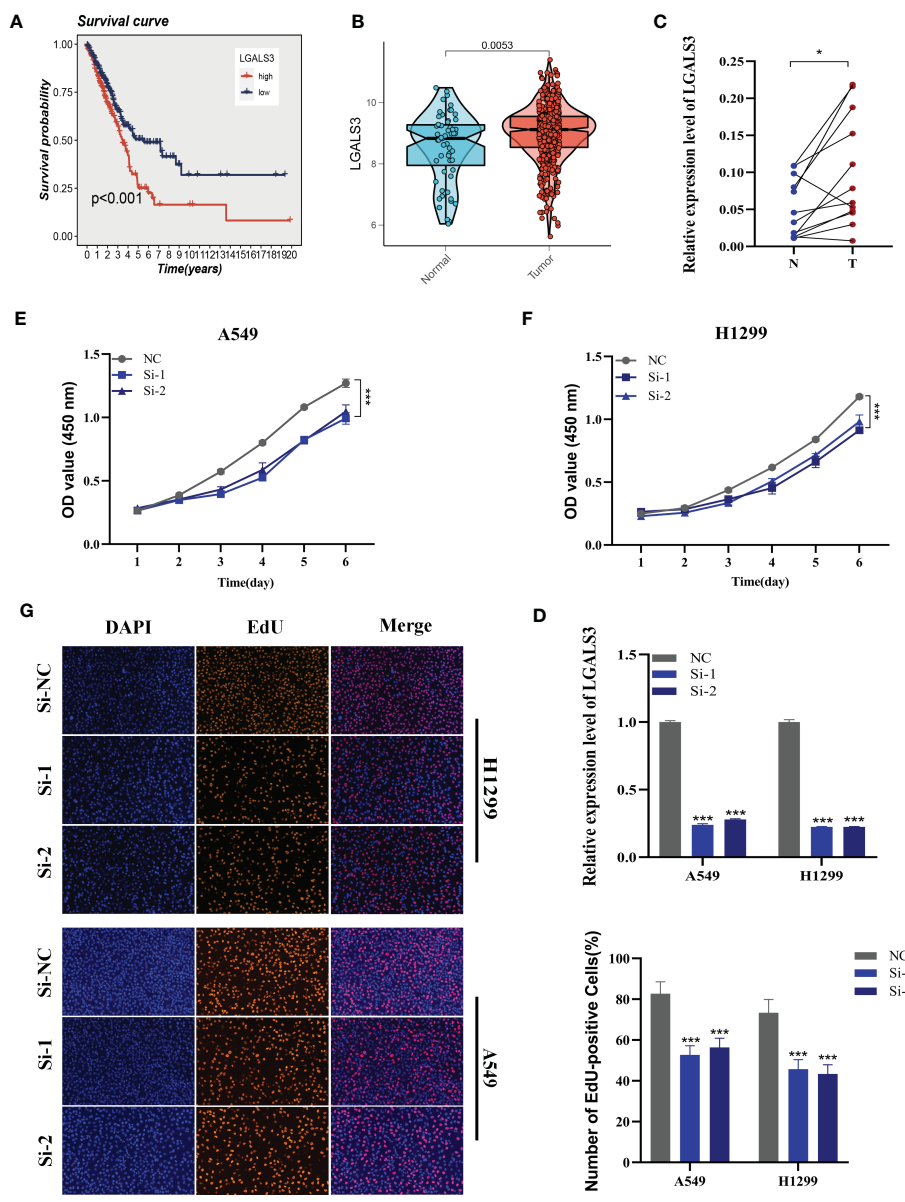 A
Survival curve
LGALS3
high
low
Survival probability
1.00
0.75
0.50
0.25
0.00
p<0.001
0 1 2 3 4 5 6 7 8 9 10 11 12 13 14 15 16 17 18 19 20
Time(years)
B
0.0053
LGALS3
10
8
6
Normal
Tumor
C
*
Relative expression level of LGALS3
0.25
0.20
0.15
0.10
0.05
0.00
N
T
E
A549
NC
Si-1
Si-2
OD value (450 nm)
1.5
1.0
0.5
0.0
***
1 2 3 4 5 6
Time(day)
F
H1299
NC
Si-1
Si-2
OD value (450 nm)
1.5
1.0
0.5
0.0
***
1 2 3 4 5 6
Time(day)
G
DAPI EdU Merge
Si-NC
Si-1
Si-2
H1299
Si-NC
Si-1
Si-2
A549
D
NC
Si-1
Si-2
Relative expression level of LGALS3
1.5
1.0
0.5
0.0
*** ***
*** ***
A549 H1299
NC
Si-
Si-
Number of EdU-positive Cells(%)
100
80
60
40
20
0
*** ***
*** ***
A549 H1299